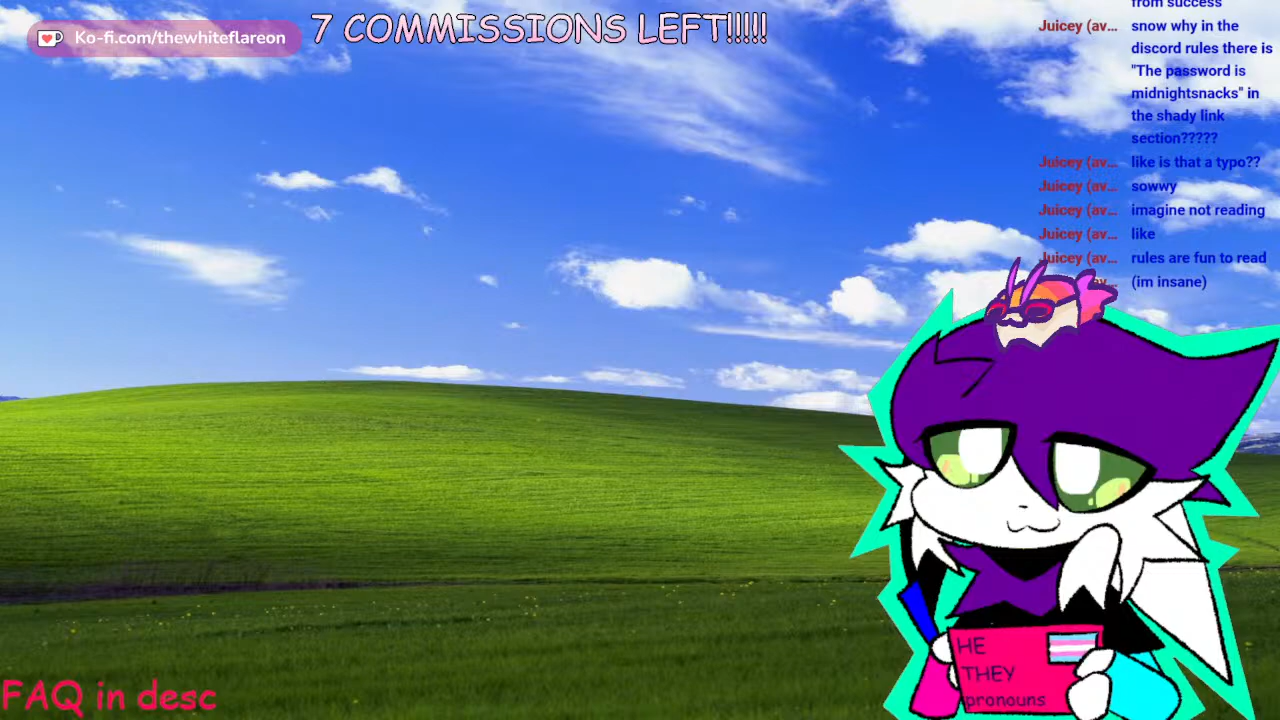 7 COMMISSIONS LEFT!!!!!
Ko-fi.com/thewhiteflareon
from success
Juicey (av... snow why in the
discord rules there is
"The password is
midnightsnacks" in
the shady link
section?????
Juicey (av... like is that a typo??
Juicey (av... sowwy
Juicey (av... imagine not reading
Juicey (av... like
Juicey (av... rules are fun to read
av... (im insane)
HE
THEY
pronouns
FAQ in desc